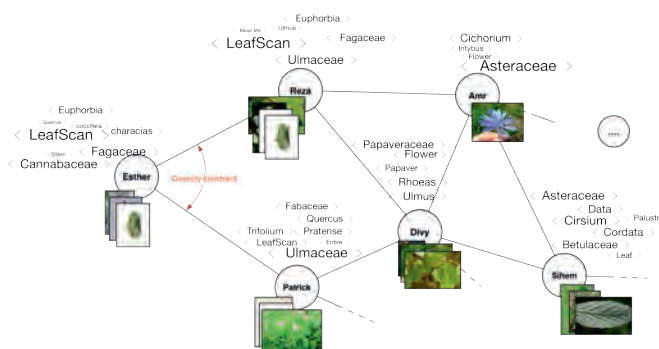 Euphorbia
Minor Mill Ulmus
LeafScan Fagaceae
Ulmaceae
Reza
Cichorium
Intybus
Flower
Asteraceae
Amr
Euphorbia
Quercus coccifera
LeafScan characias
Stem Fagaceae
Cannabaceae
Esther
Diversity
Papaveraceae
Flower
Papaver
Rhoeas
Ulmus
Divy
Fabaceae
Quercus
Trifolium Pratense
LeafScan Entire
Ulmaceae
Patrick
Asteraceae
Data
Cirsium Palustr
Cordata
Betulaceae
Leaf
Sihem